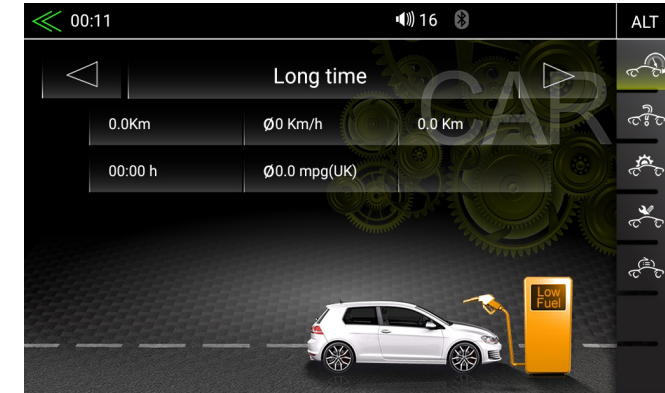 00:11 16 ALT
Long time
CAR
0.0Km Ø0 Km/h 0.0 Km
00:00 h Ø0.0 mpg(UK)
Low
Fuel